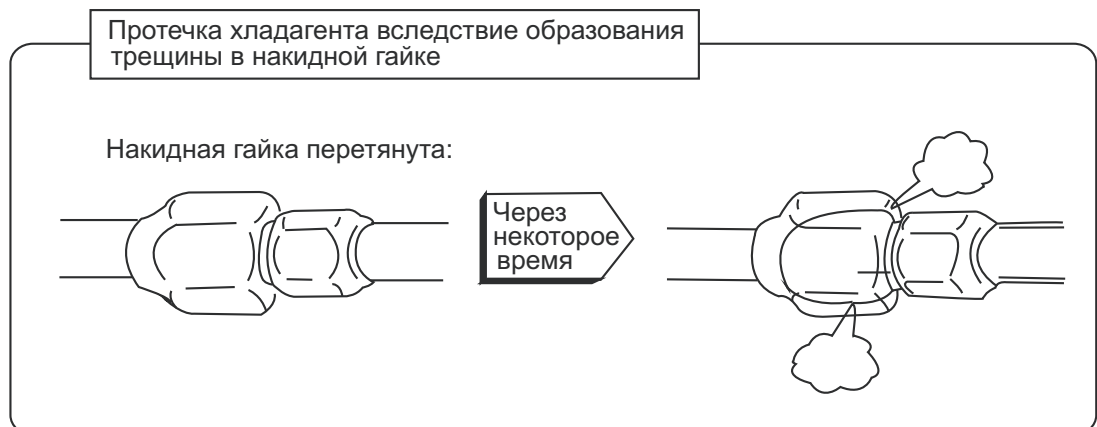 Протечка хладагента вследствие образования
трещины в накидной гайке
Накидная гайка перетянута:
Через
некоторое
время